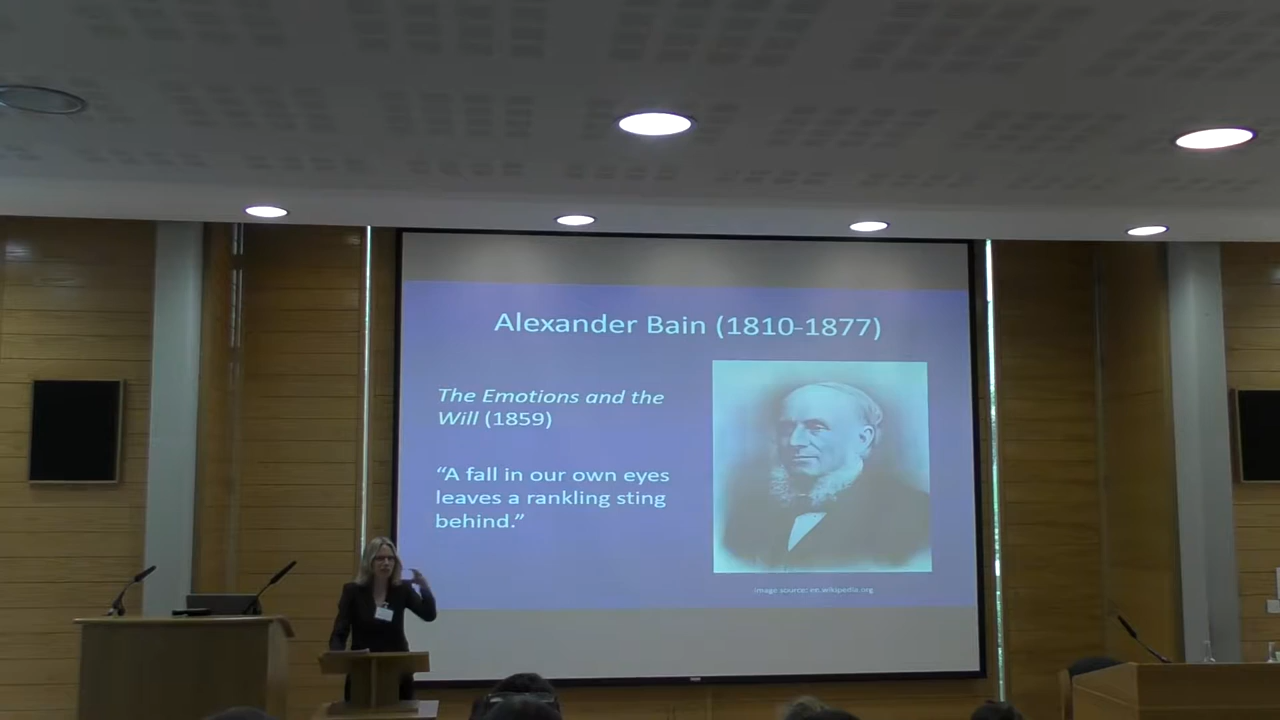 Alexander Bain (1810-1877)
The Emotions and the
Will (1859)
“A fall in our own eyes
leaves a rankling sting
behind.”
Image source: ee.wikipedia.org